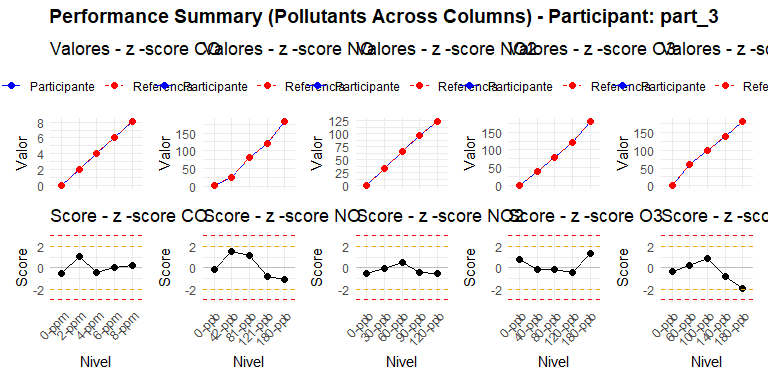 Performance Summary (Pollutants Across Columns) - Participant: part_3
Valores - z -score CO Valores - z -score NO Valores - z -score NO2 Valores - z -score O3 Valores - z -sco
Participante Referencia Participante Referencia Participante Referencia Participante Referencia Participante
Valor Valor Valor Valor Valor
8 6 4 2 0
150 100 50 0
125 100 75 50 25 0
150 100 50 0
150 100 50 0
Score - z -score CO Score - z -score NO Score - z -score NO2 Score - z -score O3 Score - z -sco
Score Score Score Score Score
2 0 -2
2 0 -2
2 0 -2
2 0 -2
2 0 -2
0-ppm 2-ppm 4-ppm 6-ppm 8-ppm
0-ppb 42-ppb 81-ppb 121-ppb 180-ppb
0-ppb 30-ppb 60-ppb 90-ppb 120-ppb
0-ppb 40-ppb 80-ppb 120-ppb 180-ppb
0-ppb 60-ppb 100-ppb 140-ppb 180-ppb
Nivel Nivel Nivel Nivel Nivel